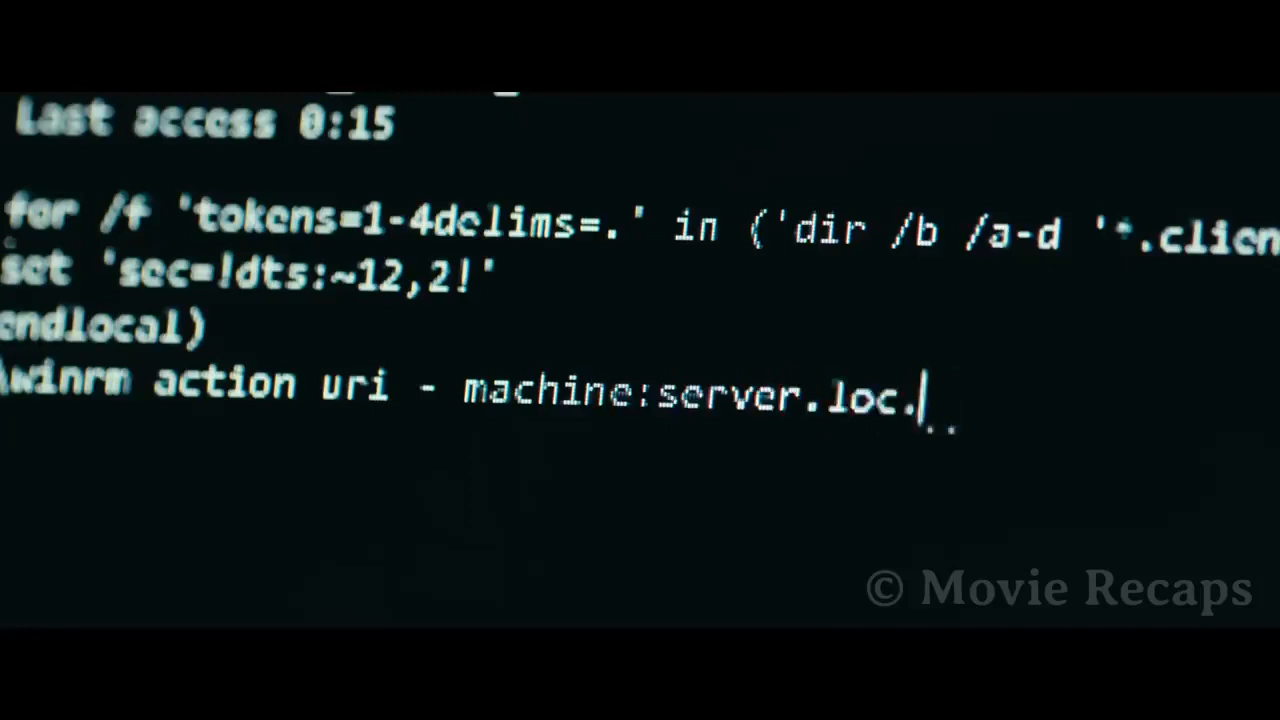 Last access 0:15
for /f 'tokens=1-4delims=.' in ('dir /b /a-d '*.clien
set 'sec=!dts:~12,2!'
endlocal)
\winrm action uri - machine:server.loc.
© Movie Recaps